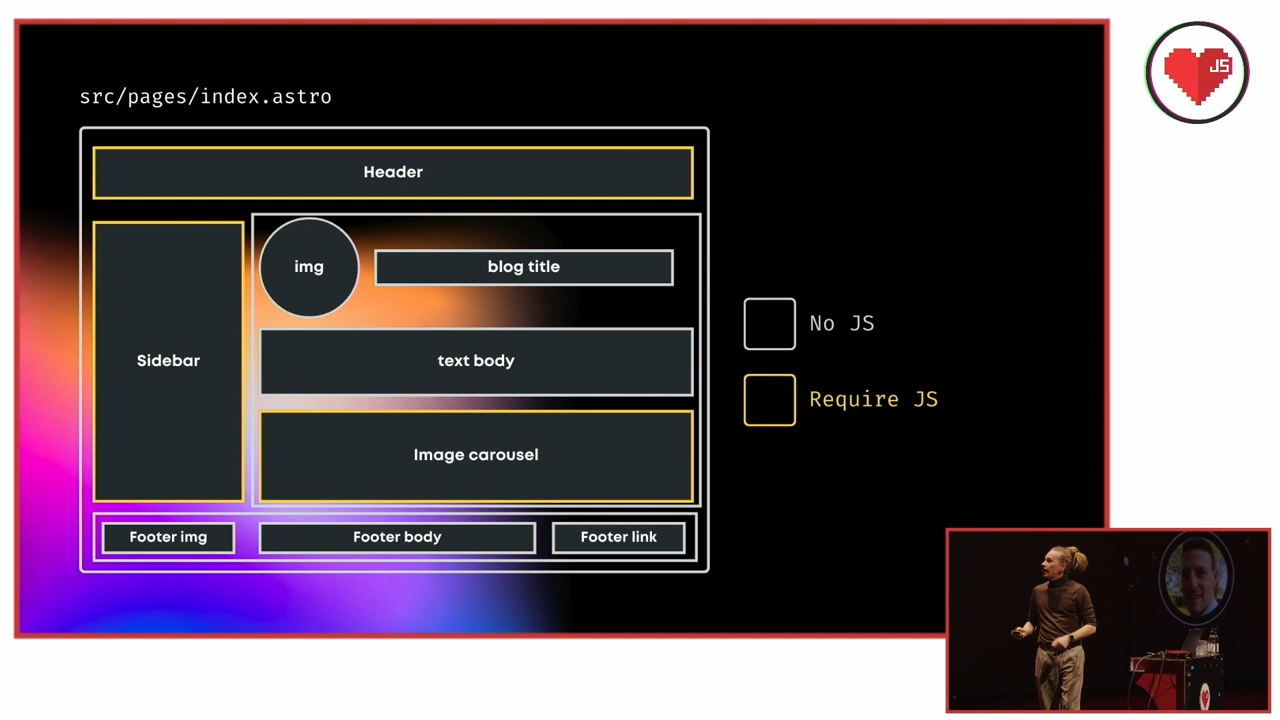 src/pages/index.astro
Header
Sidebar
img
blog title
text body
Image carousel
Footer img
Footer body
Footer link
No JS
Require JS
JS